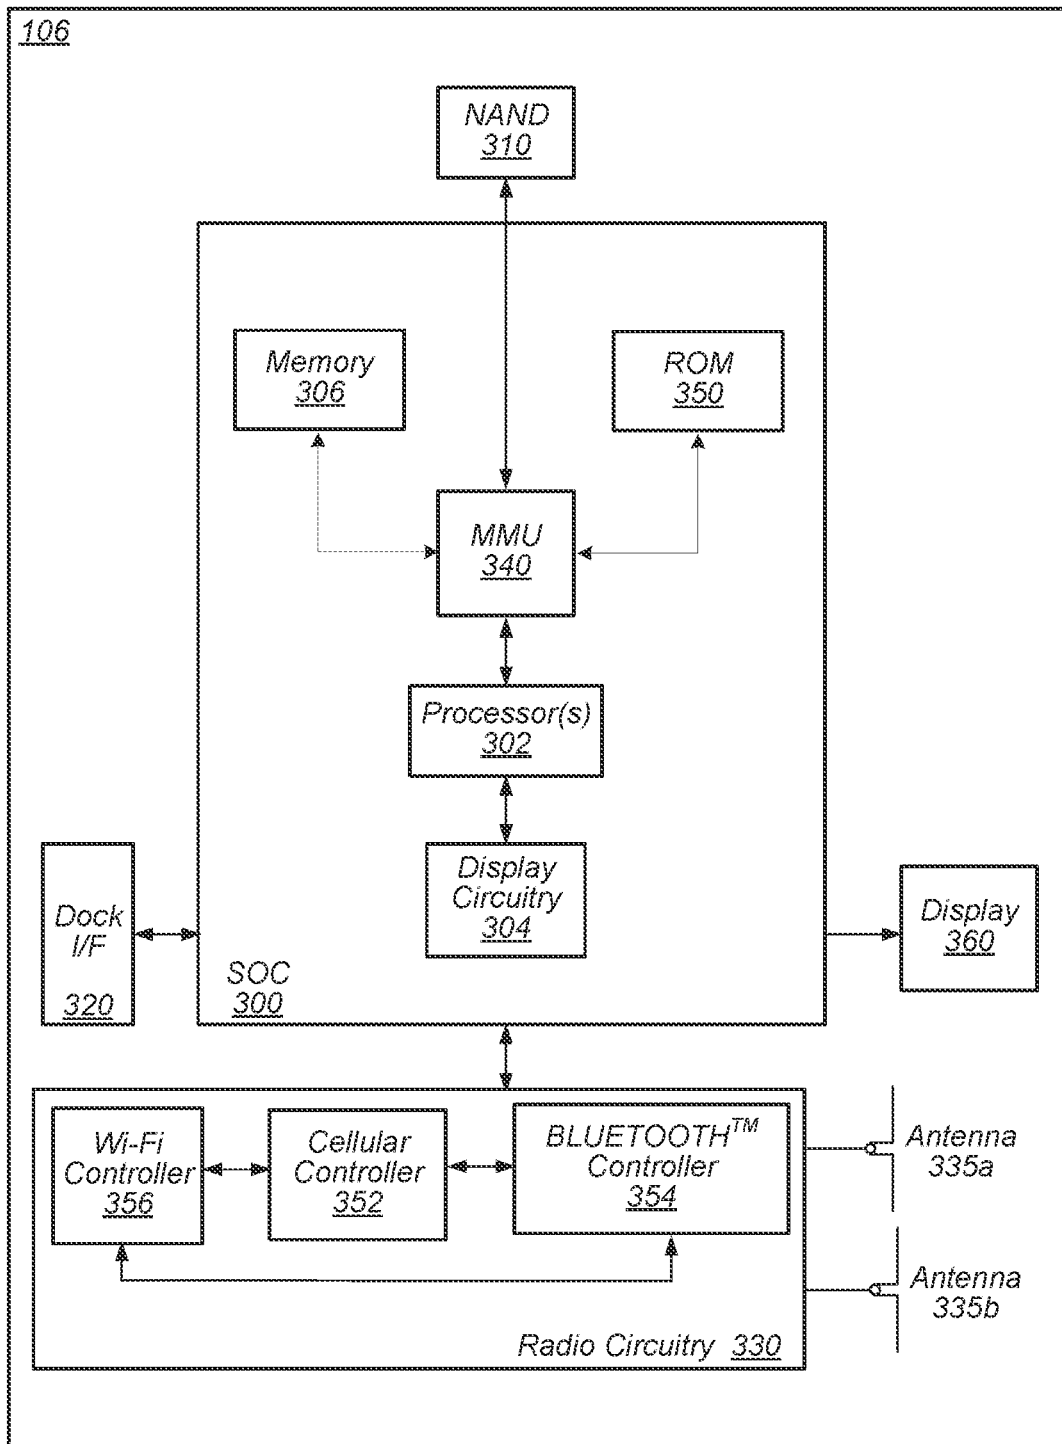 106
NAND
310
Memory
306
ROM
350
MMU
340
Processor(s)
302
Display
Circuitry
304
Dock
I/F
320
SOC
300
Display
360
Wi-Fi
Controller
356
Cellular
Controller
352
BLUETOOTH™
Controller
354
Antenna
335a
Antenna
335b
Radio Circuitry 330